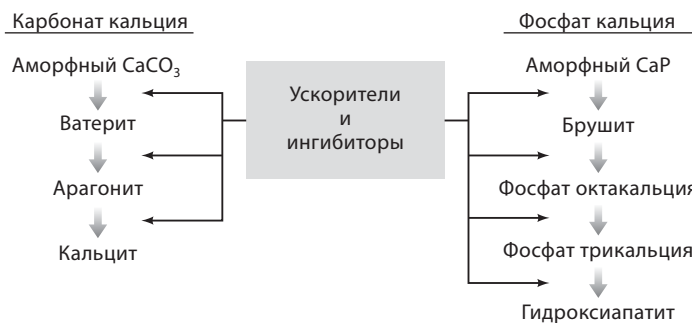 Карбонат кальция
Аморфный CaCO₃
Ватерит
Арагонит
Кальцит
Ускорители
и
ингибиторы
Фосфат кальция
Аморфный CaP
Брушит
Фосфат октакальция
Фосфат трикальция
Гидроксиапатит